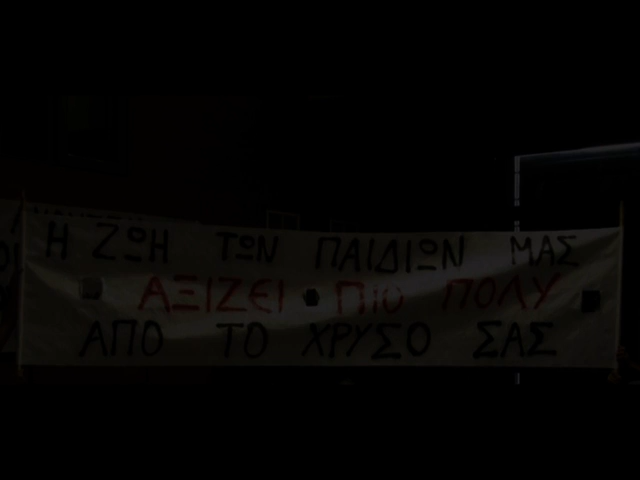 Η ΖΩΗ ΤΩΝ ΠΑΙΔΙΩΝ ΜΑΣ
ΑΞΙΖΕΙ ΠΙΟ ΠΟΛΥ
ΑΠΟ ΤΟ ΧΡΥΣΟ ΣΑΣ